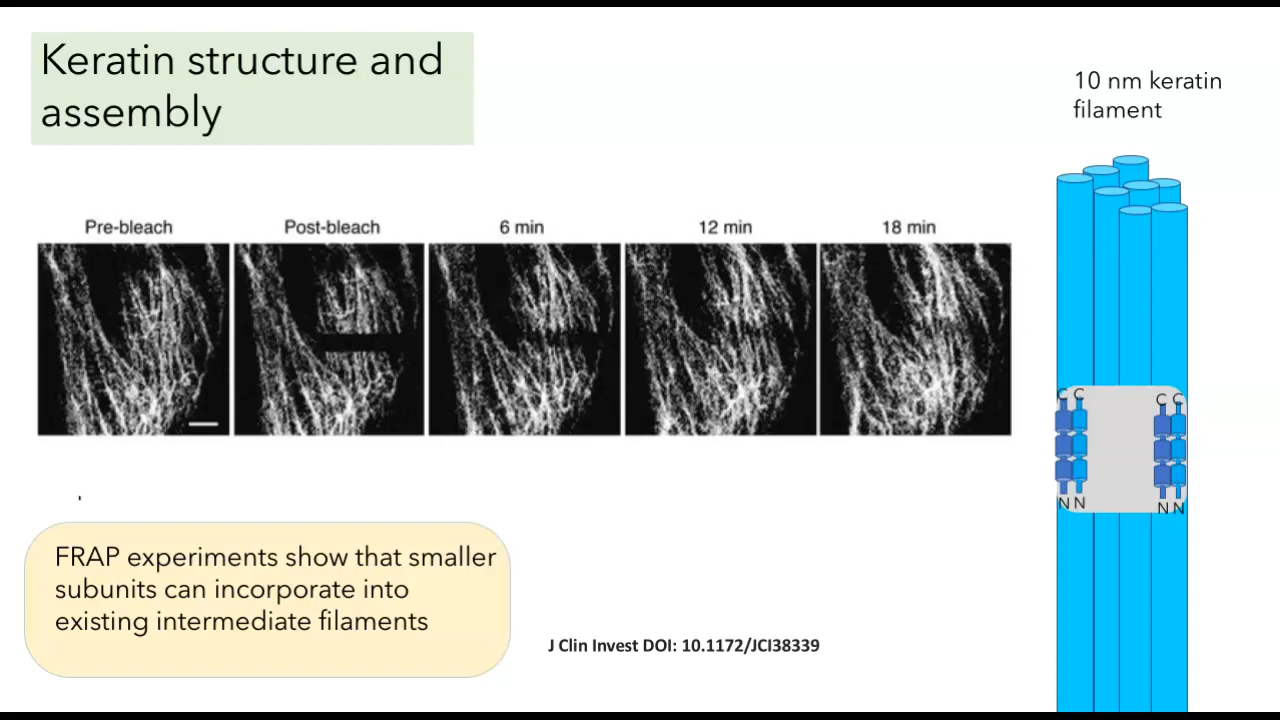 Keratin structure and
assembly
10 nm keratin
filament
Pre-bleach
Post-bleach
6 min
12 min
18 min
C C
C C
N N
N N
FRAP experiments show that smaller
subunits can incorporate into
existing intermediate filaments
J Clin Invest DOI: 10.1172/JCI38339